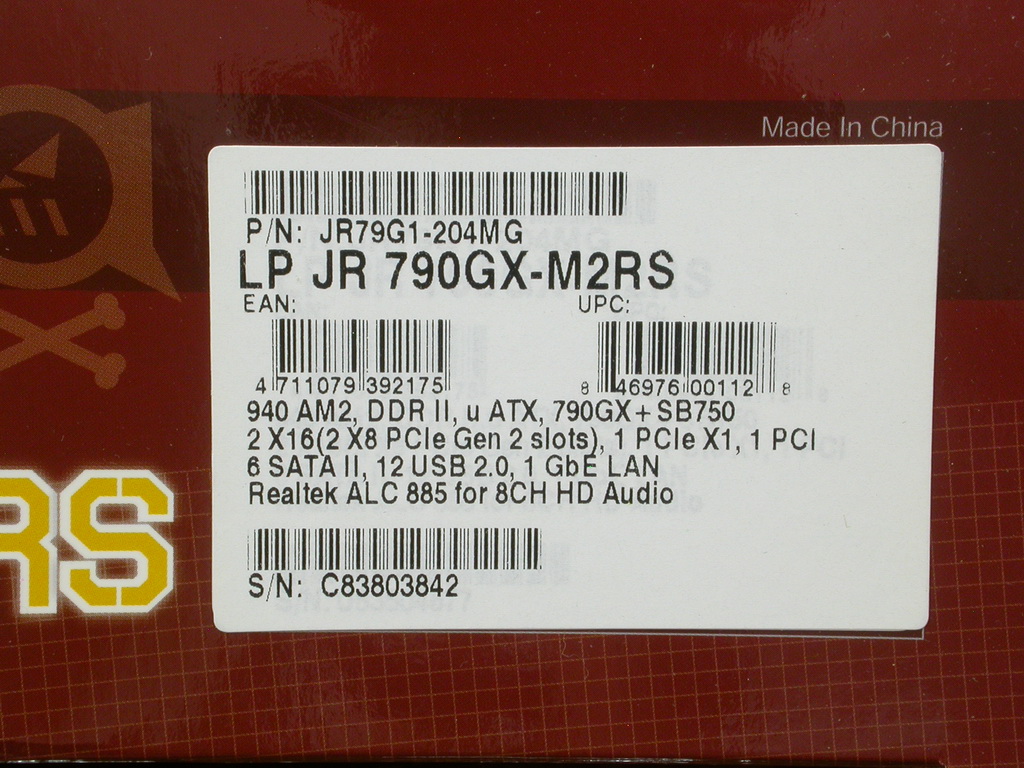 Made In China
P/N: JR79G1-204MG
LP JR 790GX-M2RS
EAN: UPC:
4 711079 392175 8 46976 00112 8
940 AM2, DDR II, u ATX, 790GX+SB750
2 X16(2 X8 PCIe Gen 2 slots), 1 PCIe X1, 1 PCI
6 SATA II, 12 USB 2.0, 1 GbE LAN
Realtek ALC 885 for 8CH HD Audio
S/N: C83803842
RS